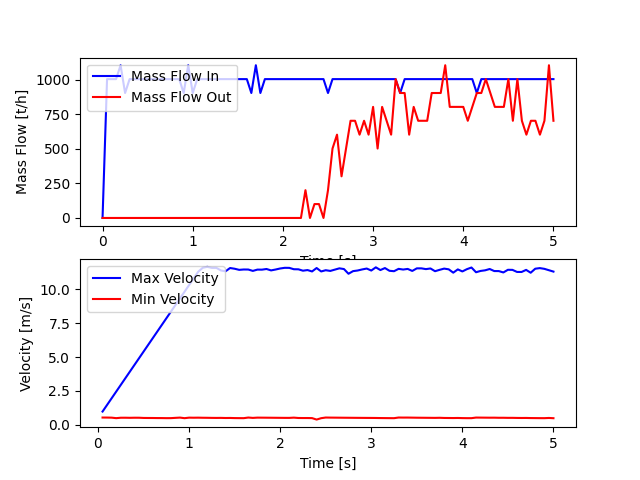 1000
750
500
250
0
Mass Flow [t/h]
Mass Flow In
Mass Flow Out
0 1 2 3 4 5
Time [s]
10.0
7.5
5.0
2.5
0.0
Velocity [m/s]
Max Velocity
Min Velocity
0 1 2 3 4 5
Time [s]